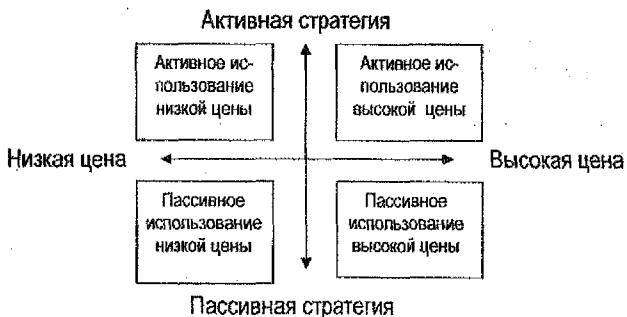 Активная стратегия
Активное ис-
пользование
низкой цены
Активное ис-
пользование
высокой цены
Низкая цена
Высокая цена
Пассивное
использование
низкой цены
Пассивное
использование
высокой цены
Пассивная стратегия